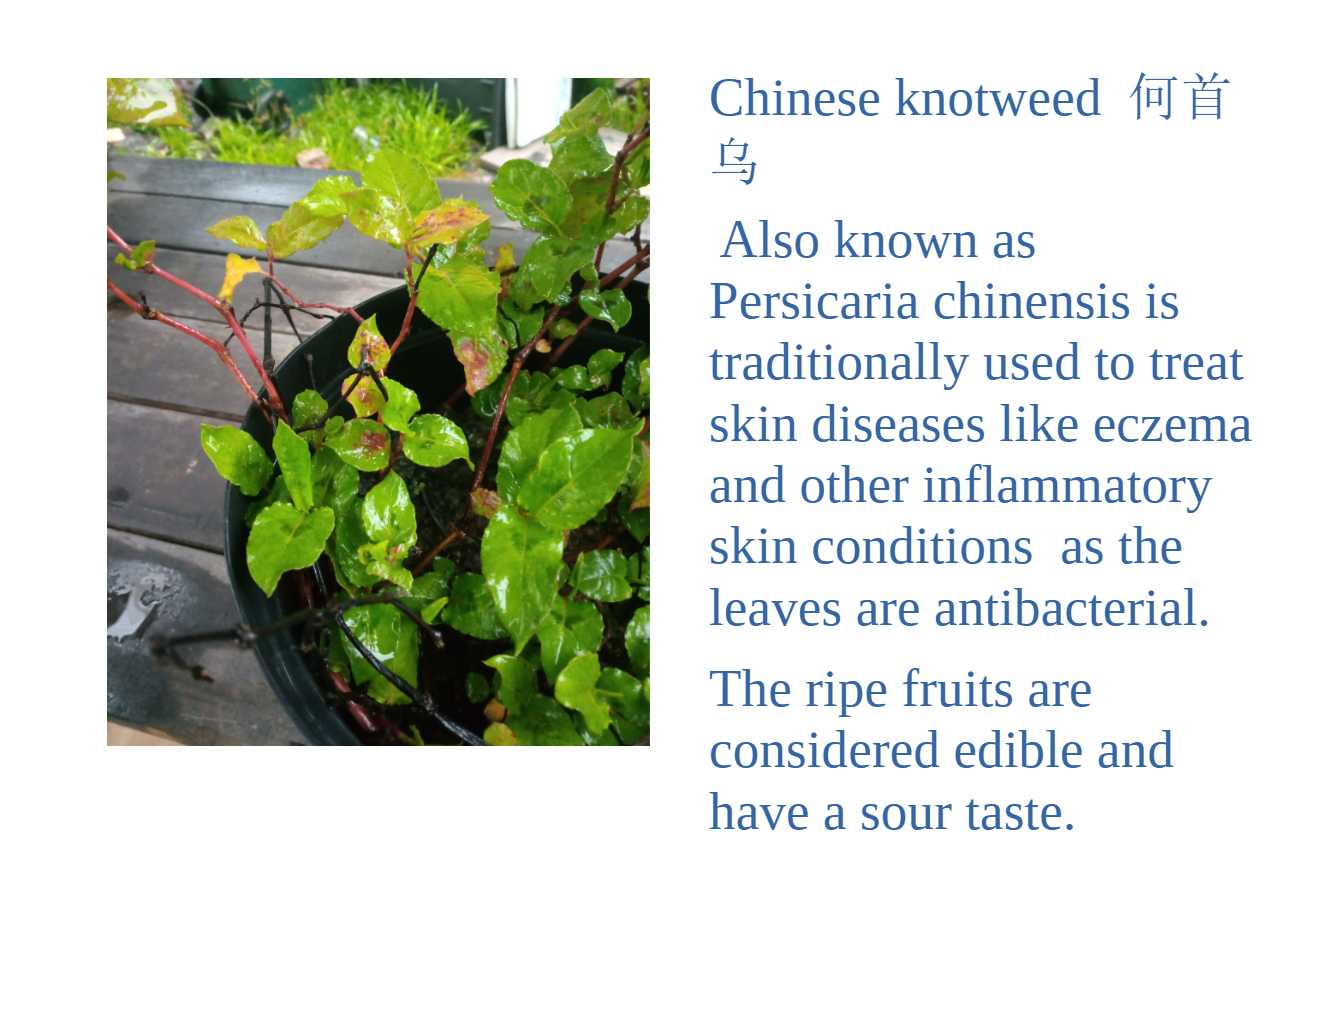 Chinese knotweed  何首
乌
Also known as
Persicaria chinensis is
traditionally used to treat
skin diseases like eczema
and other inflammatory
skin conditions  as the
leaves are antibacterial.
The ripe fruits are
considered edible and
have a sour taste.